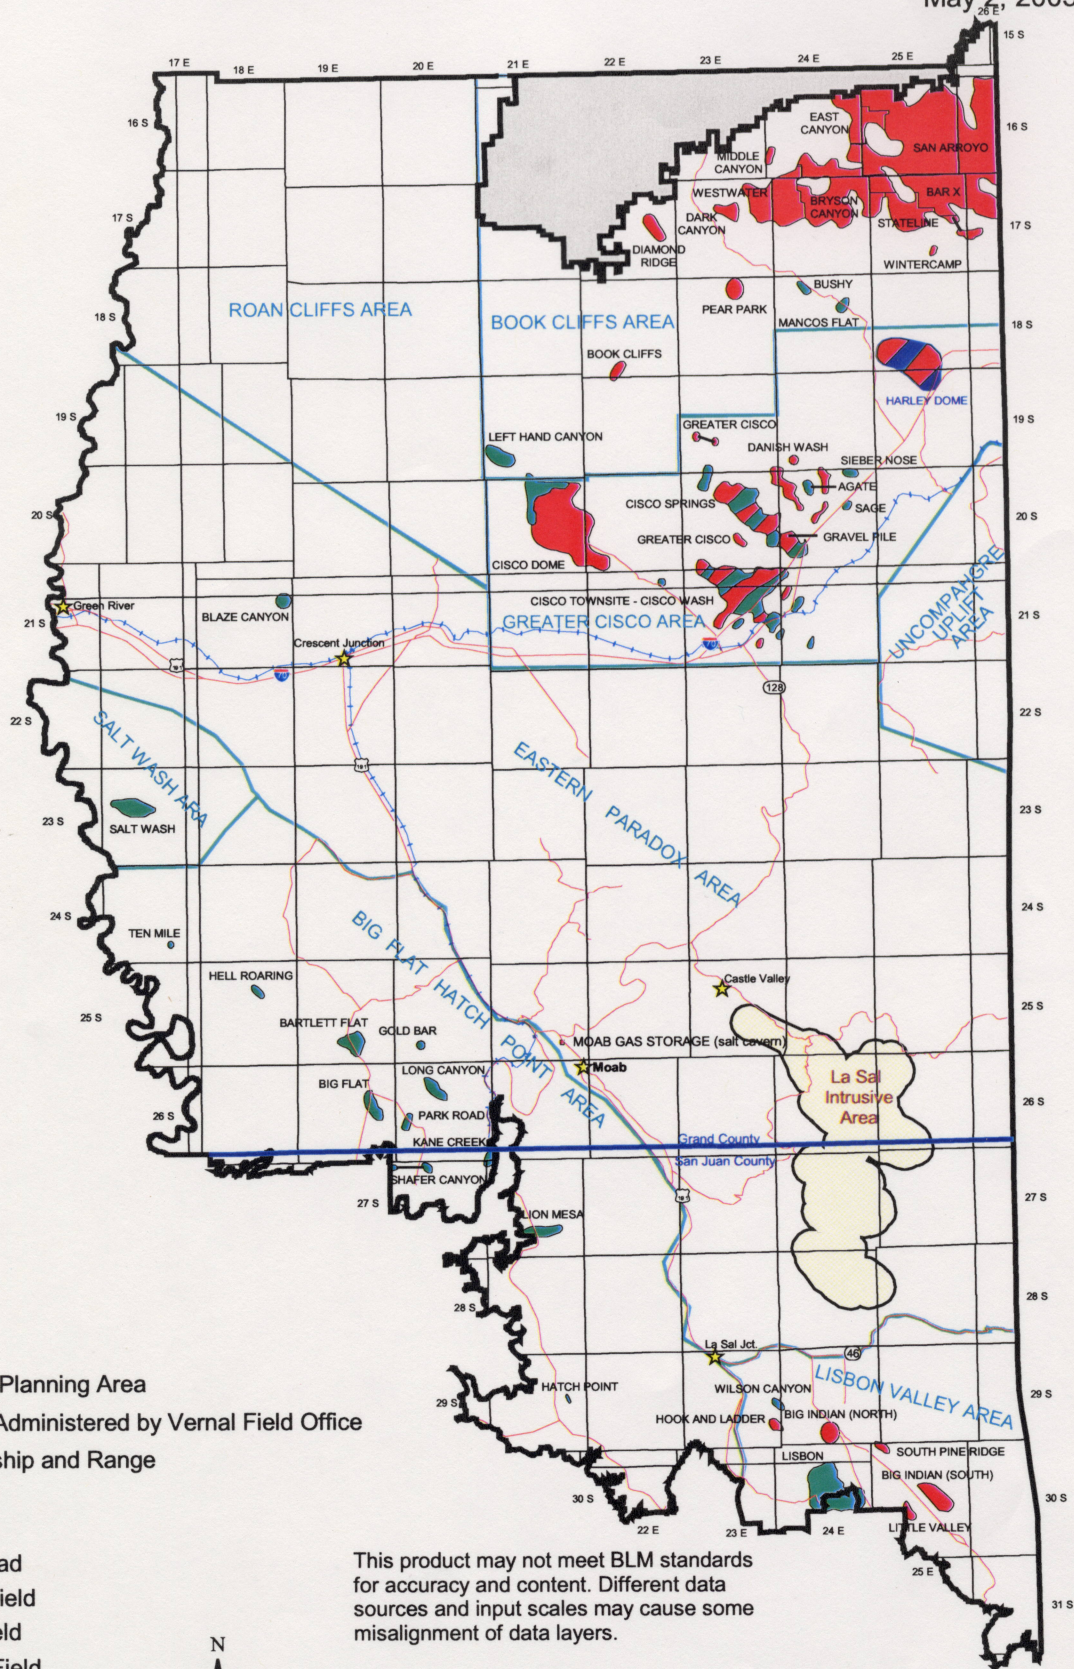 May 2, 2005
26 E
15 S
17 E
18 E
19 E
20 E
21 E
22 E
23 E
24 E
25 E
16 S
EAST
CANYON
16 S
SAN ARROYO
MIDDLE
CANYON
WESTWATER
BAR X
BRYSON
CANYON
17 S
DARK
CANYON
STATELINE
17 S
DIAMOND
RIDGE
WINTERCAMP
BUSHY
PEAR PARK
MANCOS FLAT
18 S
ROAN CLIFFS AREA
BOOK CLIFFS AREA
18 S
BOOK CLIFFS
HARLEY DOME
19 S
GREATER CISCO
19 S
LEFT HAND CANYON
DANISH WASH
SIEBER NOSE
AGATE
CISCO SPRINGS
SAGE
20 S
20 S
GREATER CISCO
GRAVEL PILE
CISCO DOME
UNCOMPAHGRE
UPLIFT
AREA
Green River
BLAZE CANYON
CISCO TOWNSITE - CISCO WASH
GREATER CISCO AREA
21 S
21 S
Crescent Junction
70
191
70
128
22 S
22 S
SALT WASH ARA
191
EASTERN PARADOX AREA
23 S
23 S
SALT WASH
24 S
24 S
TEN MILE
BIG FLAT HATCH POINT AREA
HELL ROARING
Castle Valley
25 S
25 S
BARTLETT FLAT
GOLD BAR
MOAB GAS STORAGE (salt cavern)
Moab
LONG CANYON
BIG FLAT
La Sal
Intrusive
Area
26 S
26 S
PARK ROAD
KANE CREEK
Grand County
San Juan County
SHAFER CANYON
27 S
27 S
191
LION MESA
28 S
28 S
La Sal Jct.
46
LISBON VALLEY AREA
Planning Area
HATCH POINT
WILSON CANYON
29 S
29 S
HOOK AND LADDER
BIG INDIAN (NORTH)
Administered by Vernal Field Office
SOUTH PINE RIDGE
LISBON
ship and Range
BIG INDIAN (SOUTH)
30 S
30 S
22 E
23 E
24 E
LITTLE VALLEY
25 E
31 S
ad
ield
eld
Field
This product may not meet BLM standards
for accuracy and content. Different data
sources and input scales may cause some
misalignment of data layers.
N